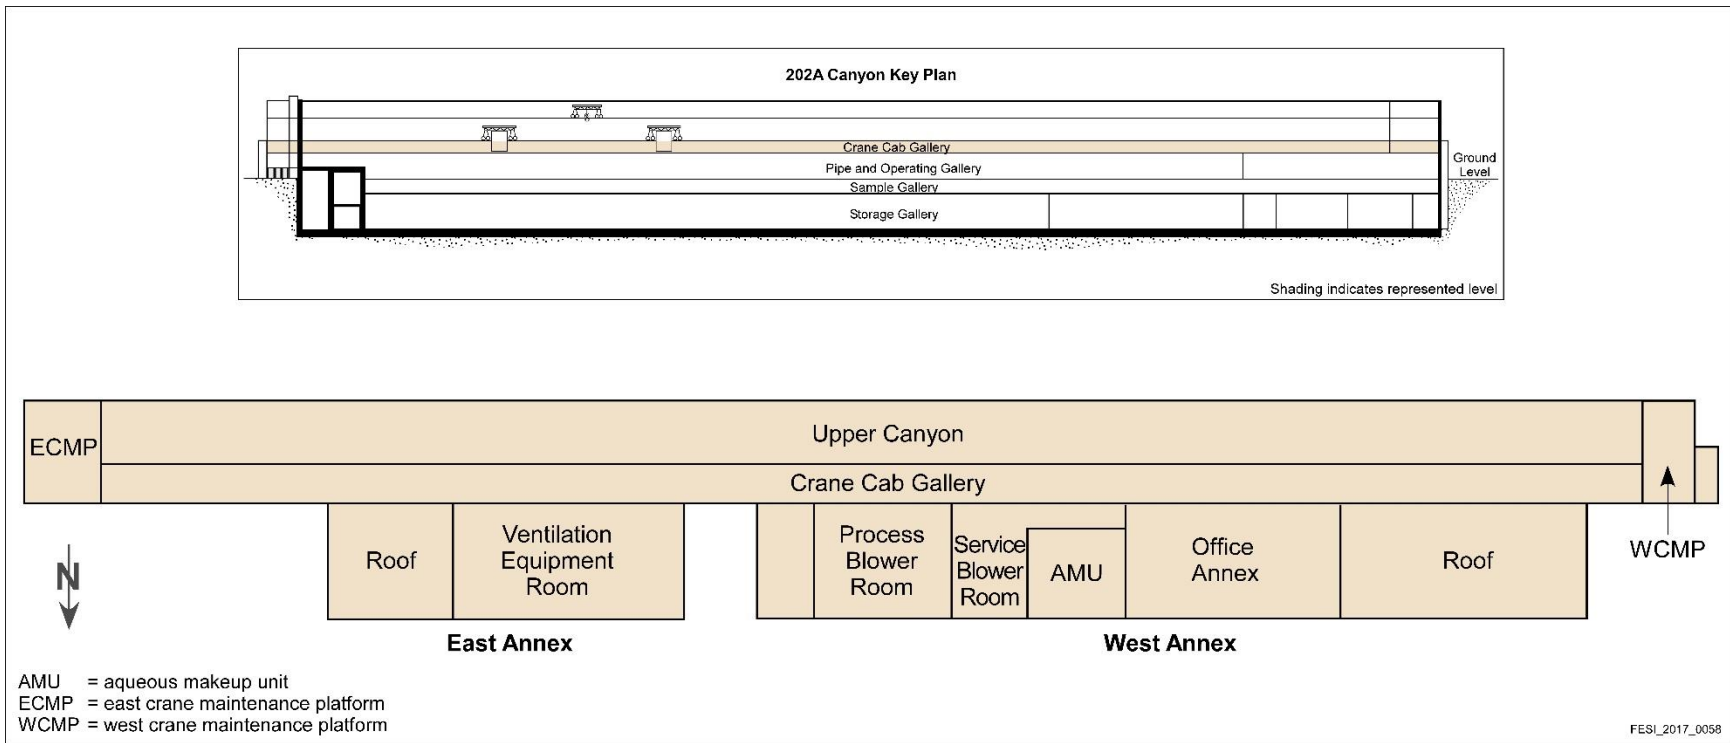 202A Canyon Key Plan
Crane Cab Gallery
Pipe and Operating Gallery
Ground
Level
Sample Gallery
Storage Gallery
Shading indicates represented level
ECMP
Upper Canyon
Crane Cab Gallery
Roof
Ventilation
Equipment
Room
Process
Blower
Room
Service
Blower
Room
AMU
Office
Annex
Roof
WCMP
N
East Annex
West Annex
AMU = aqueous makeup unit
ECMP = east crane maintenance platform
WCMP = west crane maintenance platform
FESI_2017_0058